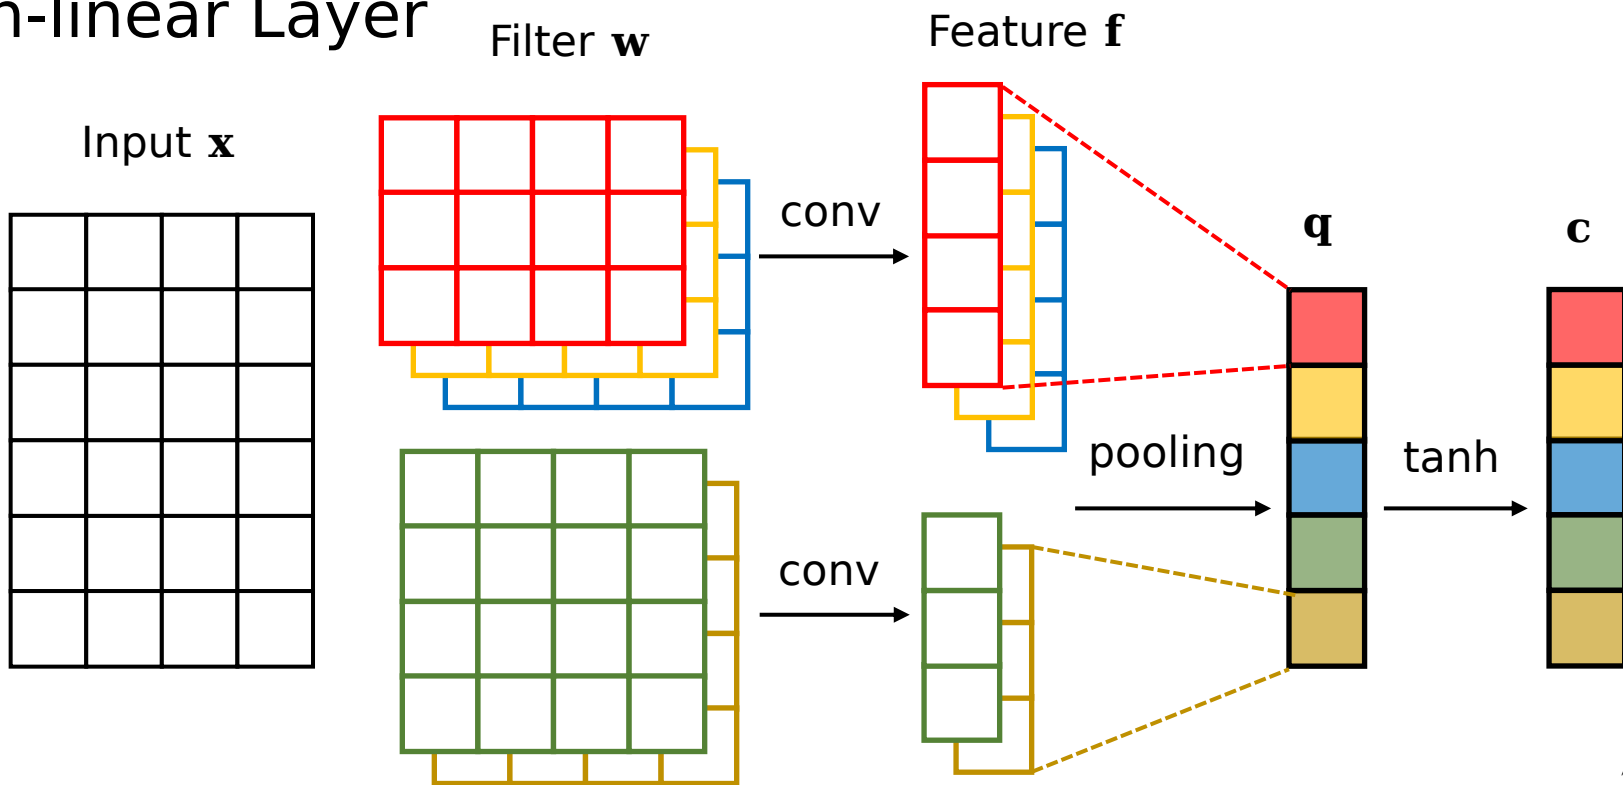 n-linear Layer
Filter w
Feature f
Input x
conv
q
c
pooling
tanh
conv